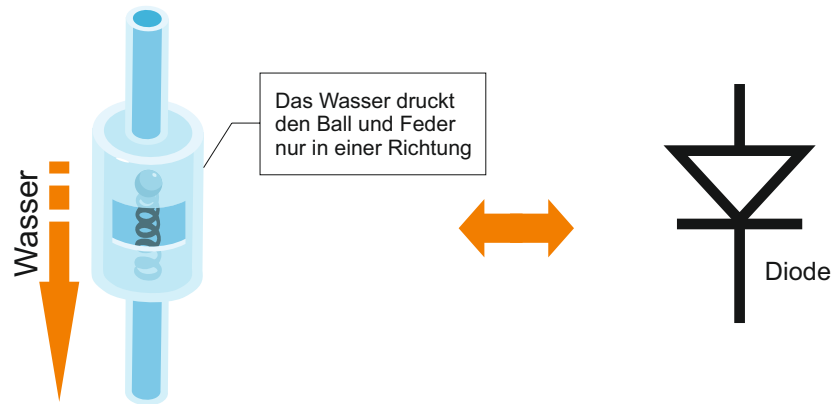 Das Wasser druckt
den Ball und Feder
nur in einer Richtung
Wasser
Diode